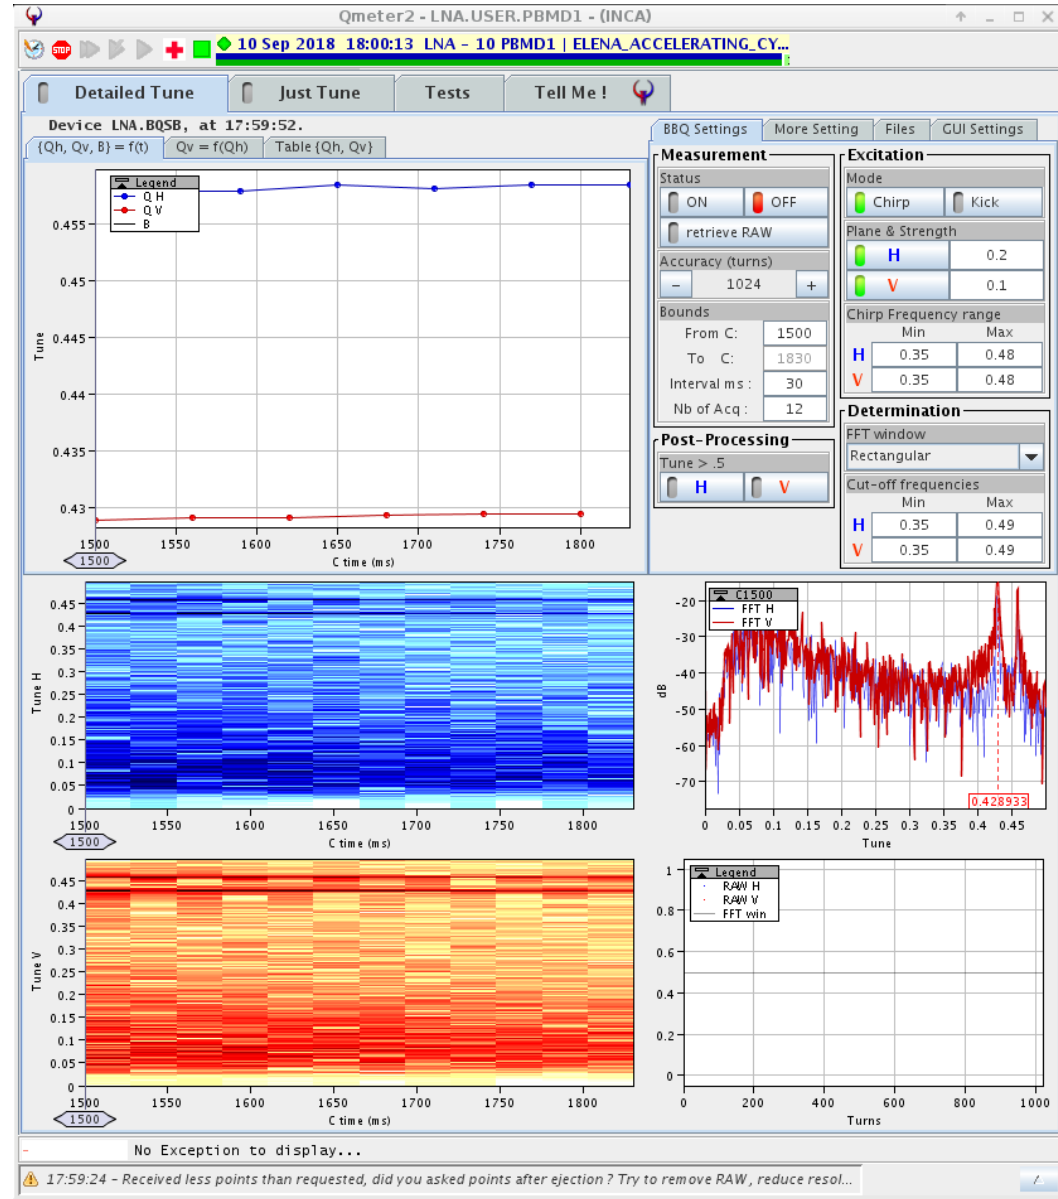 Qmeter2 - LNA.USER.PBMD1 - (INCA)
STOP
10 Sep 2018 18:00:13 LNA - 10 PBMD1 | ELENA_ACCELERATING_CY...
Detailed Tune
Just Tune
Tests
Tell Me !
Device LNA.BQSB, at 17:59:52.
{Qh, Qv, B} = f(t)
Qv = f(Qh)
Table {Qh, Qv}
Legend
Q H
Q V
B
0.455
0.45
0.445
0.44
0.435
0.43
Tune
1500 1550 1600 1650 1700 1750 1800
1500
C time (ms)
BBQ Settings
More Setting
Files
GUI Settings
Measurement
Status
ON
OFF
retrieve RAW
Accuracy (turns)
- 1024 +
Bounds
From C: 1500
To C: 1830
Interval ms : 30
Nb of Acq : 12
Post-Processing
Tune > .5
H V
Excitation
Mode
Chirp
Kick
Plane & Strength
H 0.2
V 0.1
Chirp Frequency range
Min Max
H 0.35 0.48
V 0.35 0.48
Determination
FFT window
Rectangular
Cut-off frequencies
Min Max
H 0.35 0.49
V 0.35 0.49
0.45
0.4
0.35
0.3
0.25
0.2
0.15
0.1
0.05
0
Tune H
1500 1550 1600 1650 1700 1750 1800
1500
C time (ms)
C1500
FFT H
FFT V
-20
-30
-40
-50
-60
-70
dB
0.428933
0 0.05 0.1 0.15 0.2 0.25 0.3 0.35 0.4 0.45
Tune
0.45
0.4
0.35
0.3
0.25
0.2
0.15
0.1
0.05
0
Tune V
1500 1550 1600 1650 1700 1750 1800
1500
C time (ms)
Legend
RAW H
RAW V
FFT win
1
0.8
0.6
0.4
0.2
0
0 200 400 600 800 1000
Turns
- No Exception to display...
17:59:24 - Received less points than requested, did you asked points after ejection ? Try to remove RAW, reduce resol...